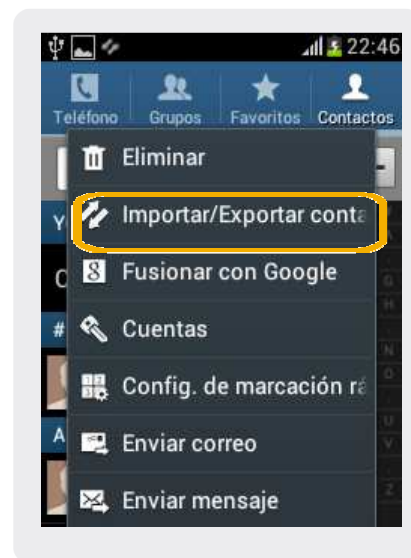 22:46
Teléfono Grupos Favoritos Contactos
Eliminar
Importar/Exportar conta
Y
8 Fusionar con Google
C
G
H
# Cuentas
N
Config. de marcación rá
O
U
A Enviar correo
V
Enviar mensaje
Z